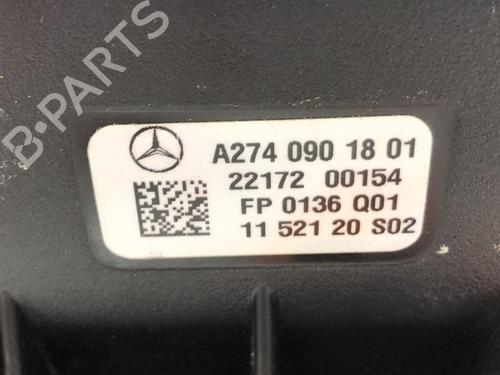 B-PARTS
A274 090 18 01
22172 00154
FP 0136 Q01
11 521 20 S02